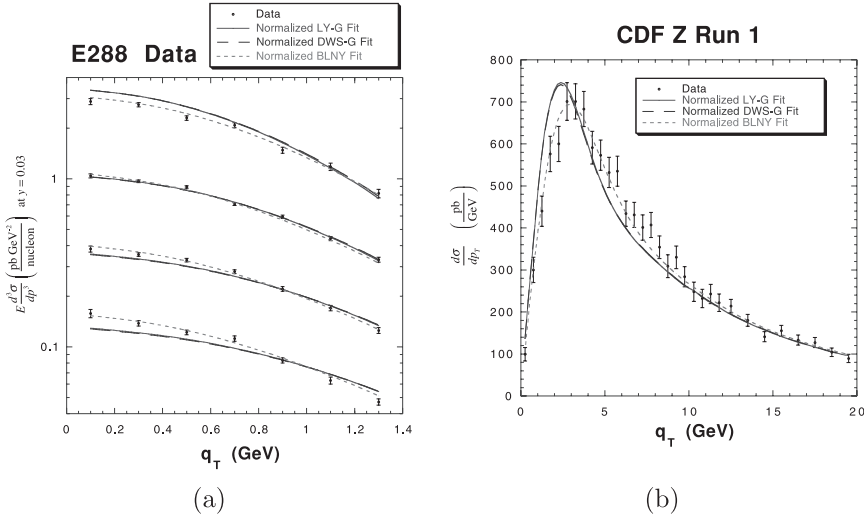 Data
Normalized LY-G Fit
Normalized DWS-G Fit
Normalized BLNY Fit
E288 Data
1
0.1
E d³σ/dp³ (pb GeV⁻²/nucleon) at y = 0.03
0 0.2 0.4 0.6 0.8 1 1.2 1.4
q_T (GeV)
(a)
CDF Z Run 1
Data
Normalized LY-G Fit
Normalized DWS-G Fit
Normalized BLNY Fit
800
700
600
500
400
300
200
100
0
dσ/dp_T (pb/GeV)
0 5 10 15 20
q_T (GeV)
(b)